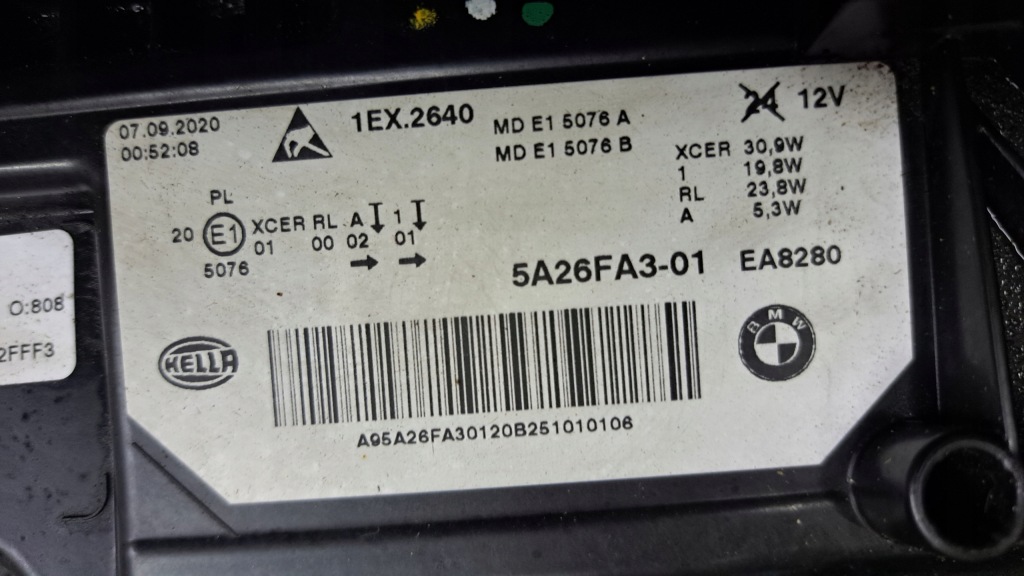 07.09.2020
00:52:08
1EX.2640
MD E1 5076 A
MD E1 5076 B
24 12V
XCER 30,9W
1 19,8W
RL 23,8W
A 5,3W
PL
20 E1 XCER RL A 1
01 00 02 01
5076
→ →
5A26FA3-01 EA8280
O:808
2FFF3
HELLA
BMW
A95A26FA30120B251010106